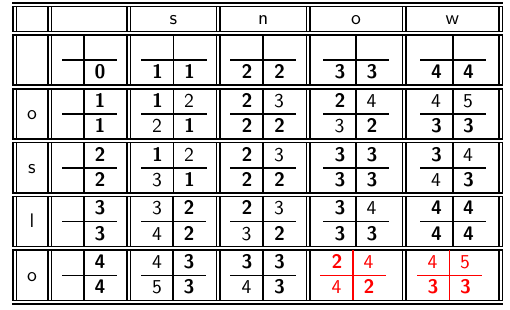 s n o w
0 1 1 2 2 3 3 4 4
1 1 2 2 3 2 4 4 5
o
1 2 1 2 2 3 2 3 3
2 1 2 2 3 3 3 3 4
s
2 3 1 2 2 3 3 4 3
3 3 2 2 3 3 4 4 4
l
3 4 2 3 2 3 3 4 4
4 4 3 3 3 2 4 4 5
o
4 5 3 4 3 4 2 3 3